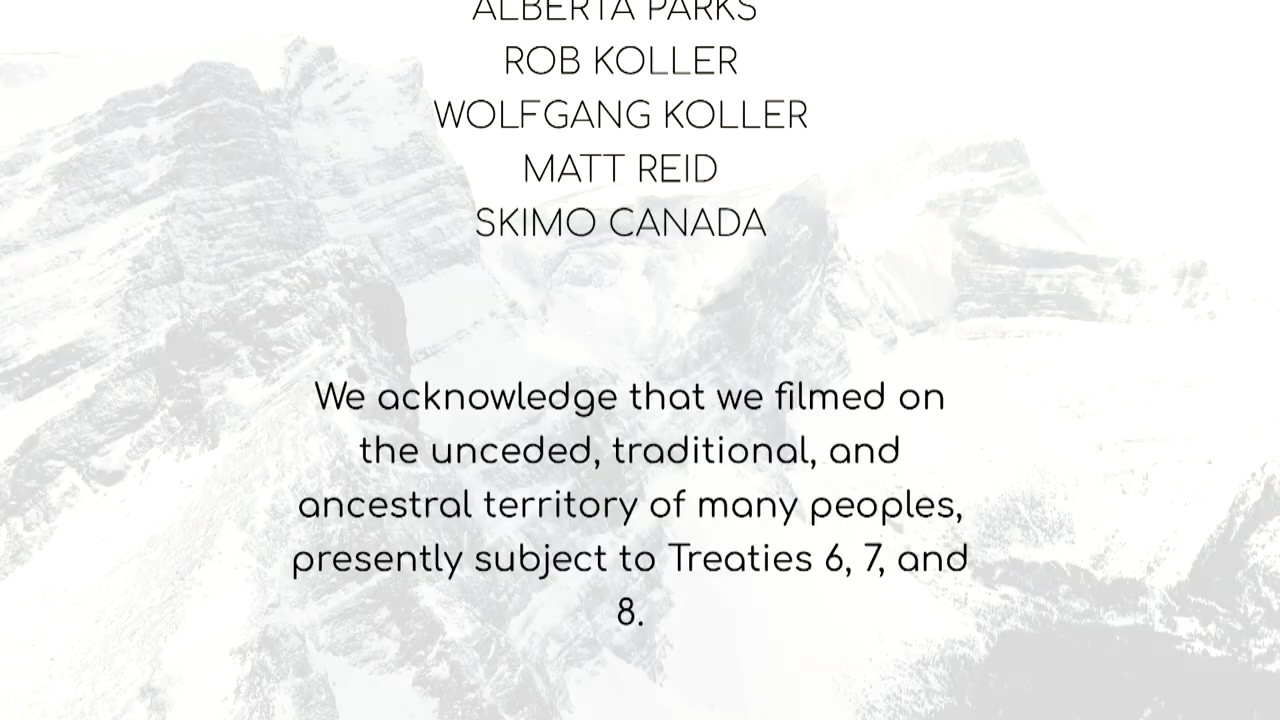 ALBERTA PARKS
ROB KOLLER
WOLFGANG KOLLER
MATT REID
SKIMO CANADA
We acknowledge that we filmed on
the unceded, traditional, and
ancestral territory of many peoples,
presently subject to Treaties 6, 7, and
8.